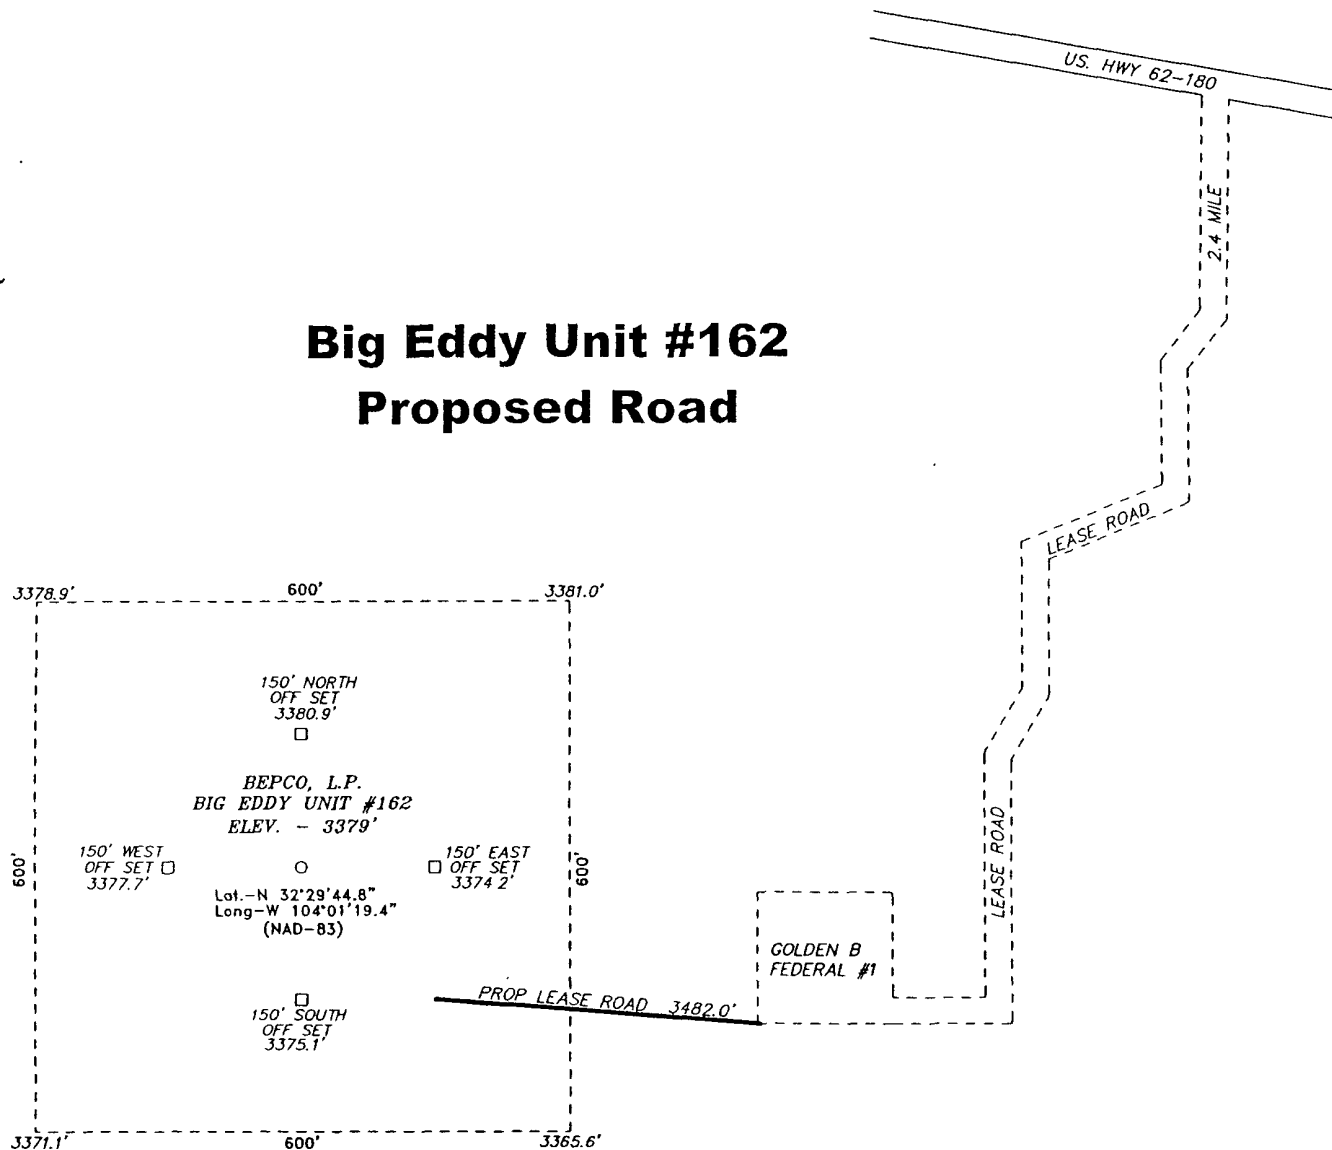 US. HWY 62-180
2.4 MILE
Big Eddy Unit #162
Proposed Road
LEASE ROAD
3378.9'
600'
3381.0'
150' NORTH
OFF SET
3380.9'
BEPCO, L.P.
BIG EDDY UNIT #162
ELEV. - 3379'
600'
150' WEST
OFF SET
3377.7'
150' EAST
OFF SET
3374 2'
600'
Lat.-N 32°29'44.8"
Long-W 104°01'19.4"
(NAD-83)
LEASE ROAD
GOLDEN B
FEDERAL #1
PROP LEASE ROAD 3482.0'
150' SOUTH
OFF SET
3375.1'
3371.1'
600'
3365.6'